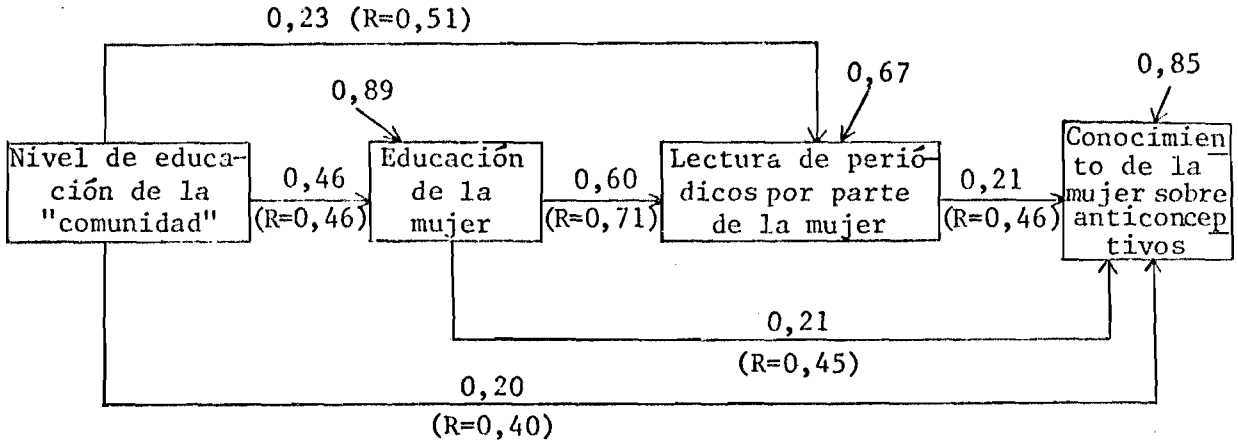 0,23 (R=0,51)
0,89
0,67
0,85
Nivel de educa-
ción de la
"comunidad"
0,46
(R=0,46)
Educación
de la
mujer
0,60
(R=0,71)
Lectura de perió-
dicos por parte
de la mujer
0,21
(R=0,46)
Conocimien
to de la
mujer sobre
anticoncep
tivos
0,21
(R=0,45)
0,20
(R=0,40)